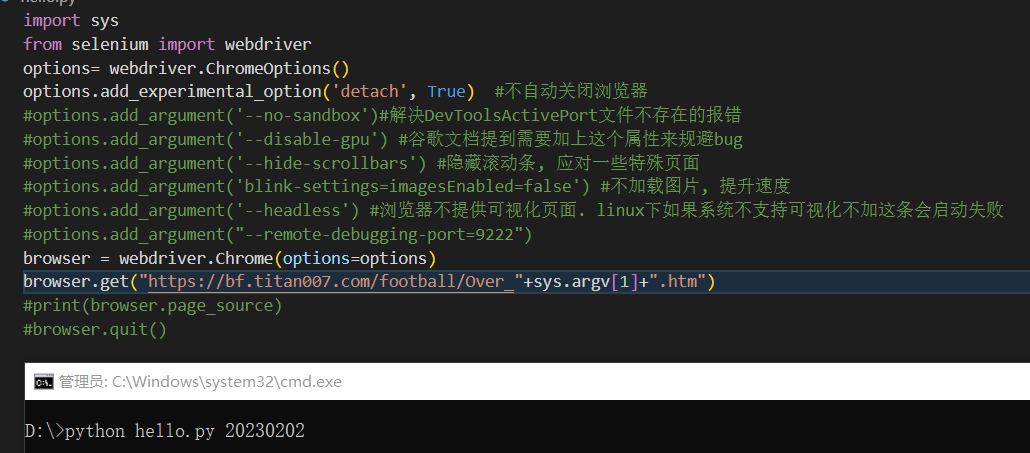 hello.py
import sys
from selenium import webdriver
options= webdriver.ChromeOptions()
options.add_experimental_option('detach', True)  #不自动关闭浏览器
#options.add_argument('--no-sandbox')#解决DevToolsActivePort文件不存在的报错
#options.add_argument('--disable-gpu') #谷歌文档提到需要加上这个属性来规避bug
#options.add_argument('--hide-scrollbars') #隐藏滚动条, 应对一些特殊页面
#options.add_argument('blink-settings=imagesEnabled=false') #不加载图片, 提升速度
#options.add_argument('--headless') #浏览器不提供可视化页面. linux下如果系统不支持可视化不加这条会启动失败
#options.add_argument("--remote-debugging-port=9222")
browser = webdriver.Chrome(options=options)
browser.get("https://bf.titan007.com/football/Over_"+sys.argv[1]+".htm")
#print(browser.page_source)
#browser.quit()
管理员: C:\Windows\system32\cmd.exe
D:\>python hello.py 20230202